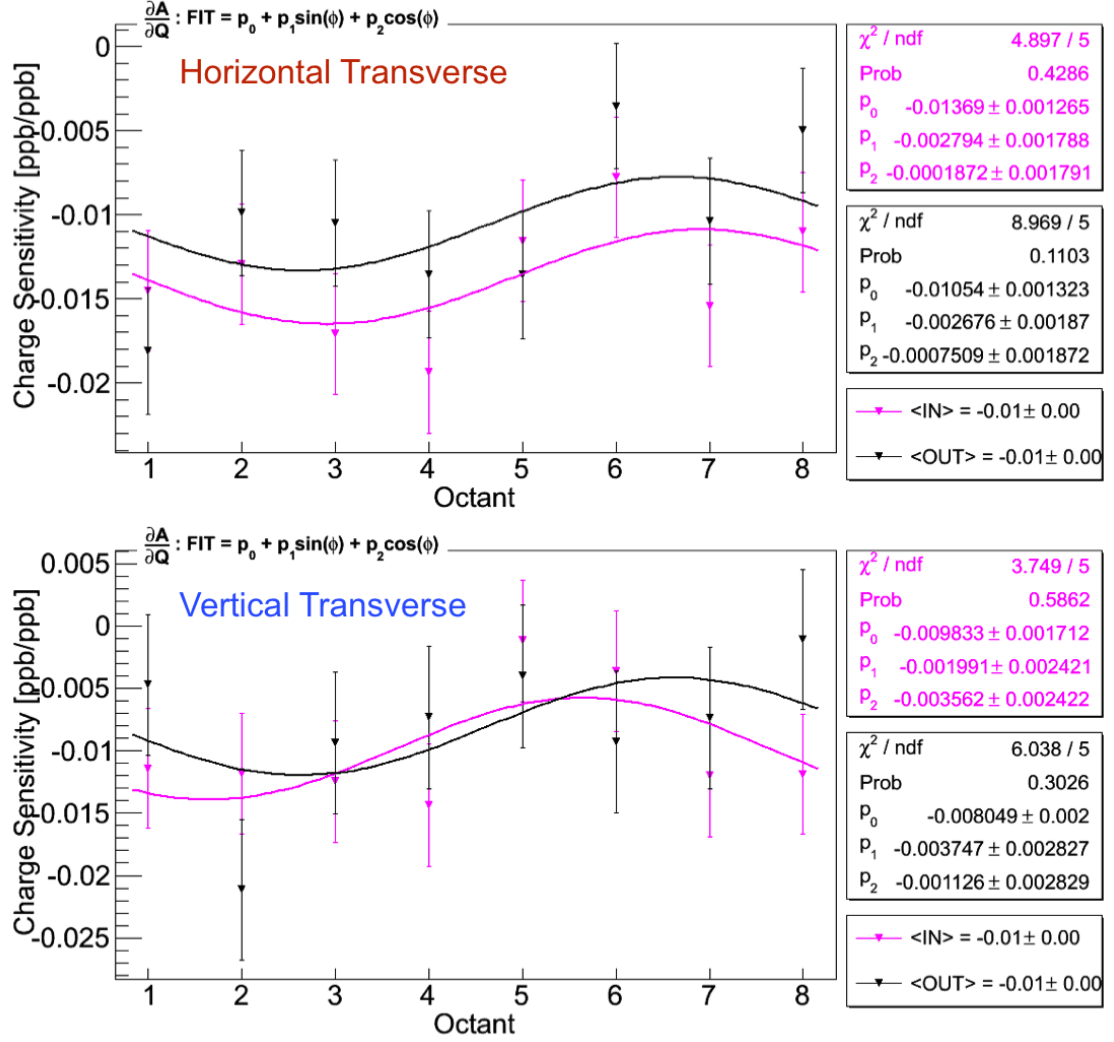 ∂A/∂Q : FIT = p0 + p1sin(ϕ) + p2cos(ϕ)
Horizontal Transverse
Charge Sensitivity [ppb/ppb]
0
-0.005
-0.01
-0.015
-0.02
1 2 3 4 5 6 7 8
Octant
χ² / ndf 4.897 / 5
Prob 0.4286
p0 -0.01369 ± 0.001265
p1 -0.002794 ± 0.001788
p2 -0.0001872 ± 0.001791
χ² / ndf 8.969 / 5
Prob 0.1103
p0 -0.01054 ± 0.001323
p1 -0.002676 ± 0.00187
p2 -0.0007509 ± 0.001872
<IN> = -0.01± 0.00
<OUT> = -0.01± 0.00
∂A/∂Q : FIT = p0 + p1sin(ϕ) + p2cos(ϕ)
Vertical Transverse
Charge Sensitivity [ppb/ppb]
0.005
0
-0.005
-0.01
-0.015
-0.02
-0.025
1 2 3 4 5 6 7 8
Octant
χ² / ndf 3.749 / 5
Prob 0.5862
p0 -0.009833 ± 0.001712
p1 -0.001991 ± 0.002421
p2 -0.003562 ± 0.002422
χ² / ndf 6.038 / 5
Prob 0.3026
p0 -0.008049 ± 0.002
p1 -0.003747 ± 0.002827
p2 -0.001126 ± 0.002829
<IN> = -0.01± 0.00
<OUT> = -0.01± 0.00